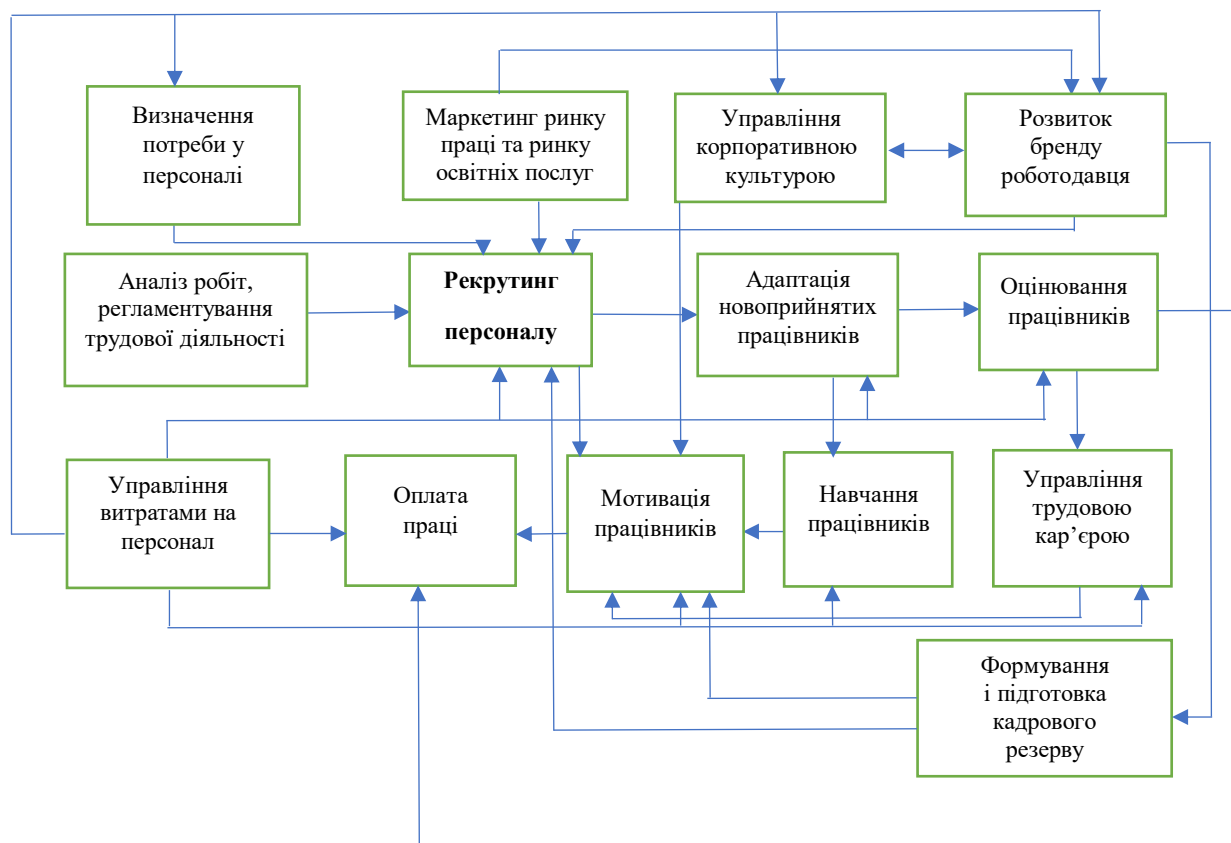 Визначення
потреби у
персоналі
Маркетинг ринку
праці та ринку
освітніх послуг
Управління
корпоративною
культурою
Розвиток
бренду
роботодавця
Аналіз робіт,
регламентування
трудової діяльності
Рекрутинг
персоналу
Адаптація
новоприйнятих
працівників
Оцінювання
працівників
Управління
витратами на
персонал
Оплата
праці
Мотивація
працівників
Навчання
працівників
Управління
трудовою
кар’єрою
Формування
і підготовка
кадрового
резерву